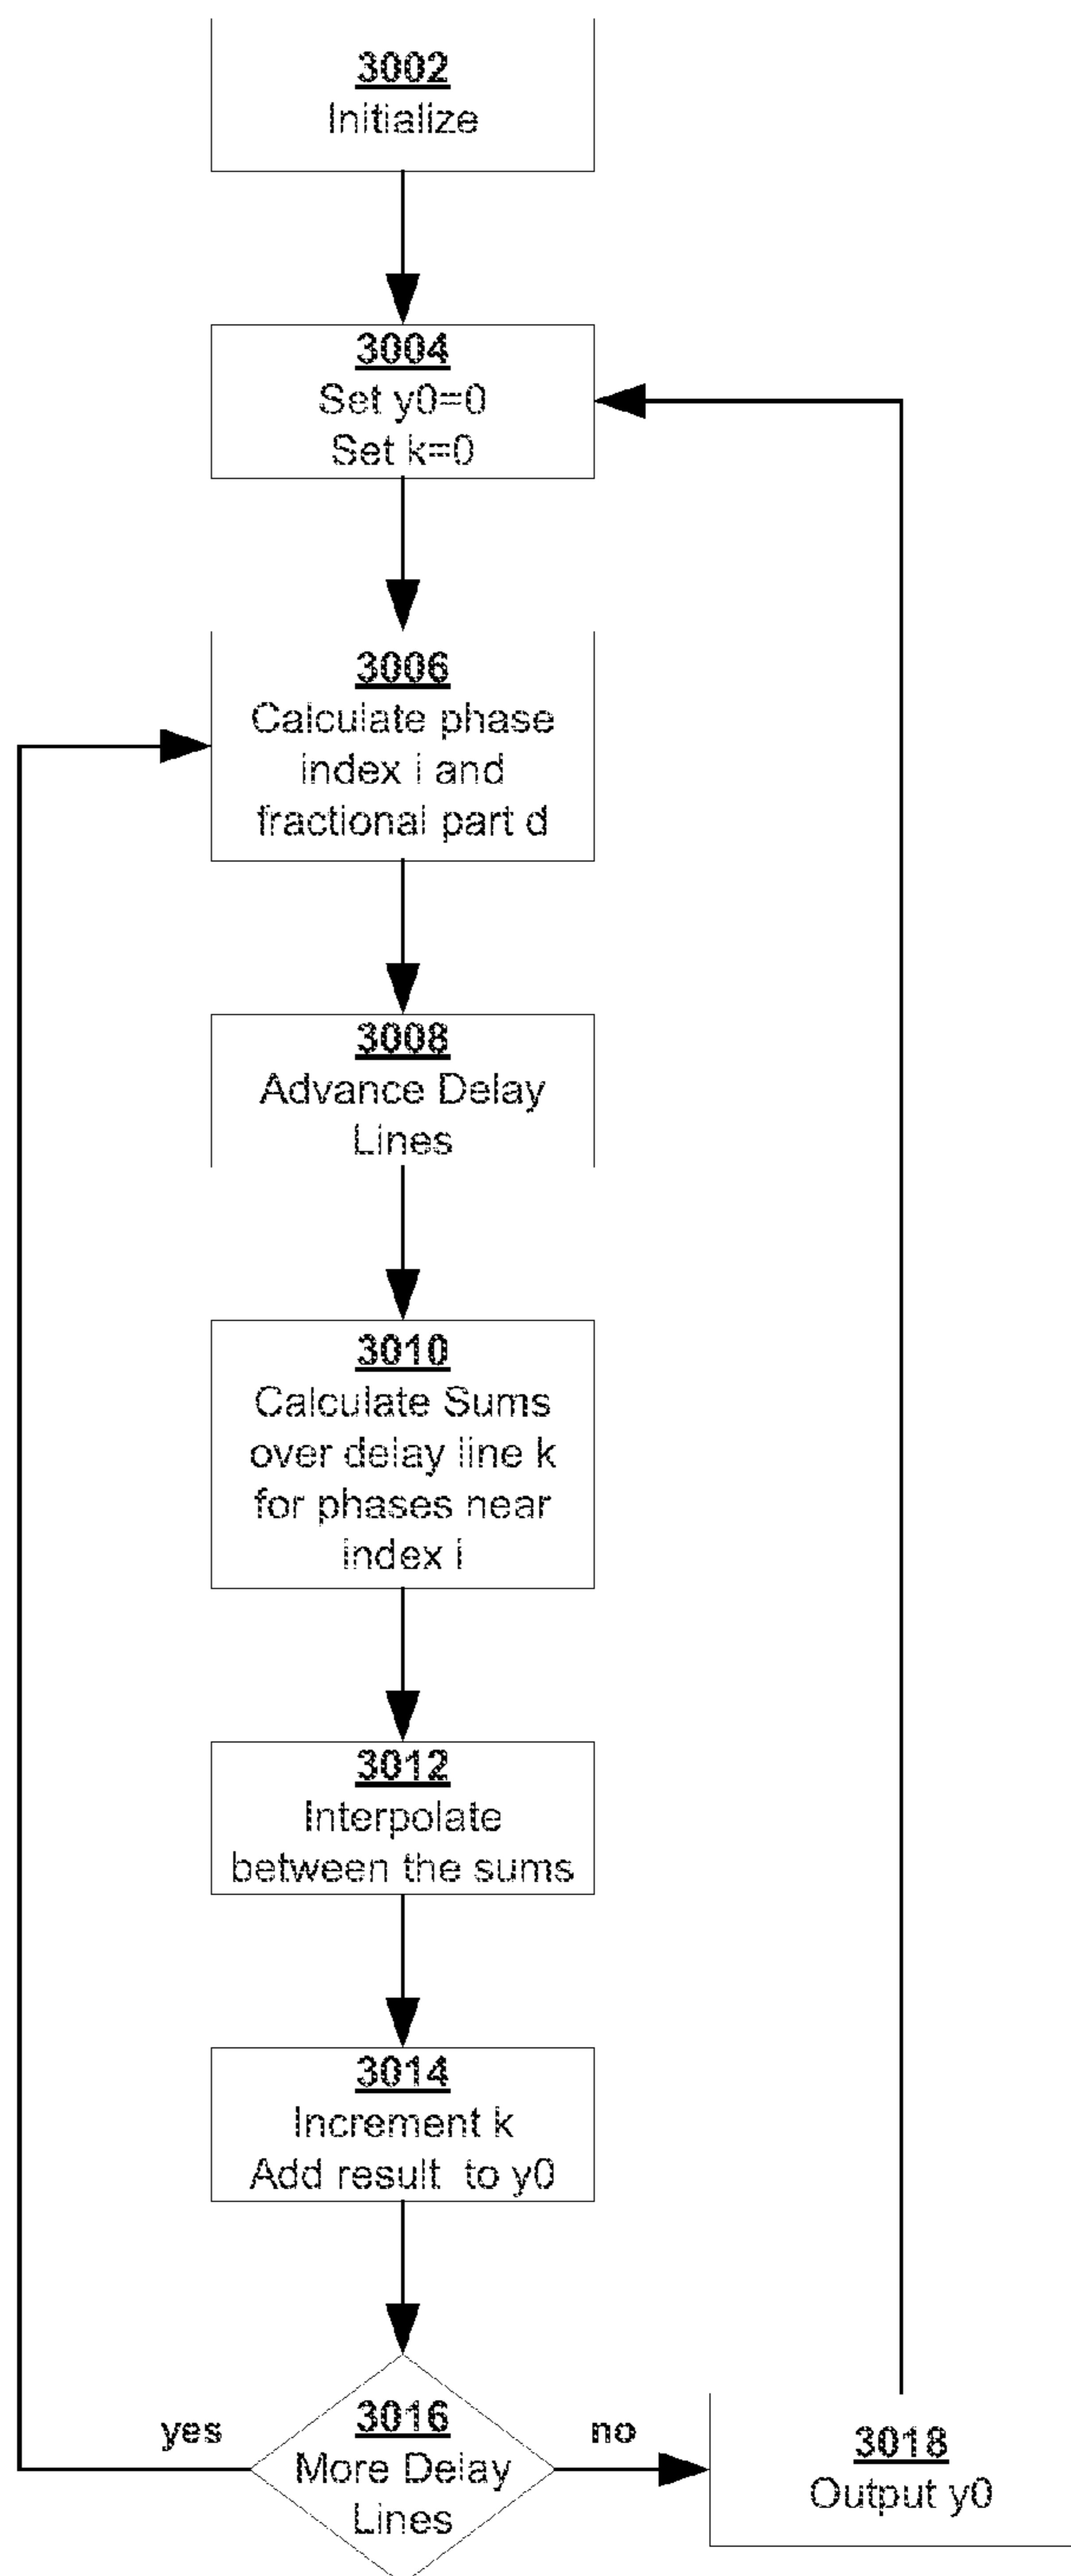 3002
Initialize
3004
Set y0=0
Set k=0
3006
Calculate phase
index i and
fractional part d
3008
Advance Delay
Lines
3010
Calculate Sums
over delay line k
for phases near
index i
3012
Interpolate
between the sums
3014
Increment k
Add result to y0
yes
3016
More Delay
Lines
no
3018
Output y0